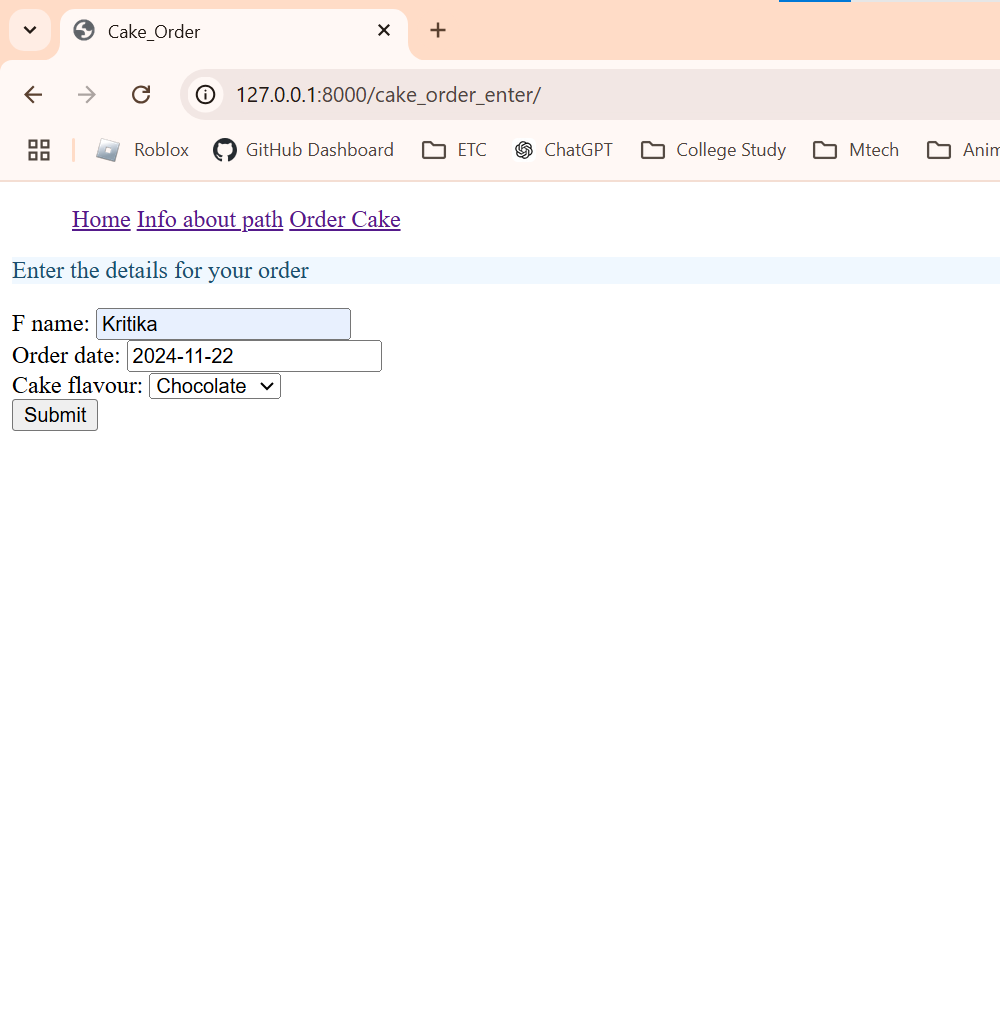 Cake_Order
127.0.0.1:8000/cake_order_enter/
Roblox GitHub Dashboard ETC ChatGPT College Study Mtech Anim
Home Info about path Order Cake
Enter the details for your order
F name: Kritika
Order date: 2024-11-22
Cake flavour: Chocolate
Submit